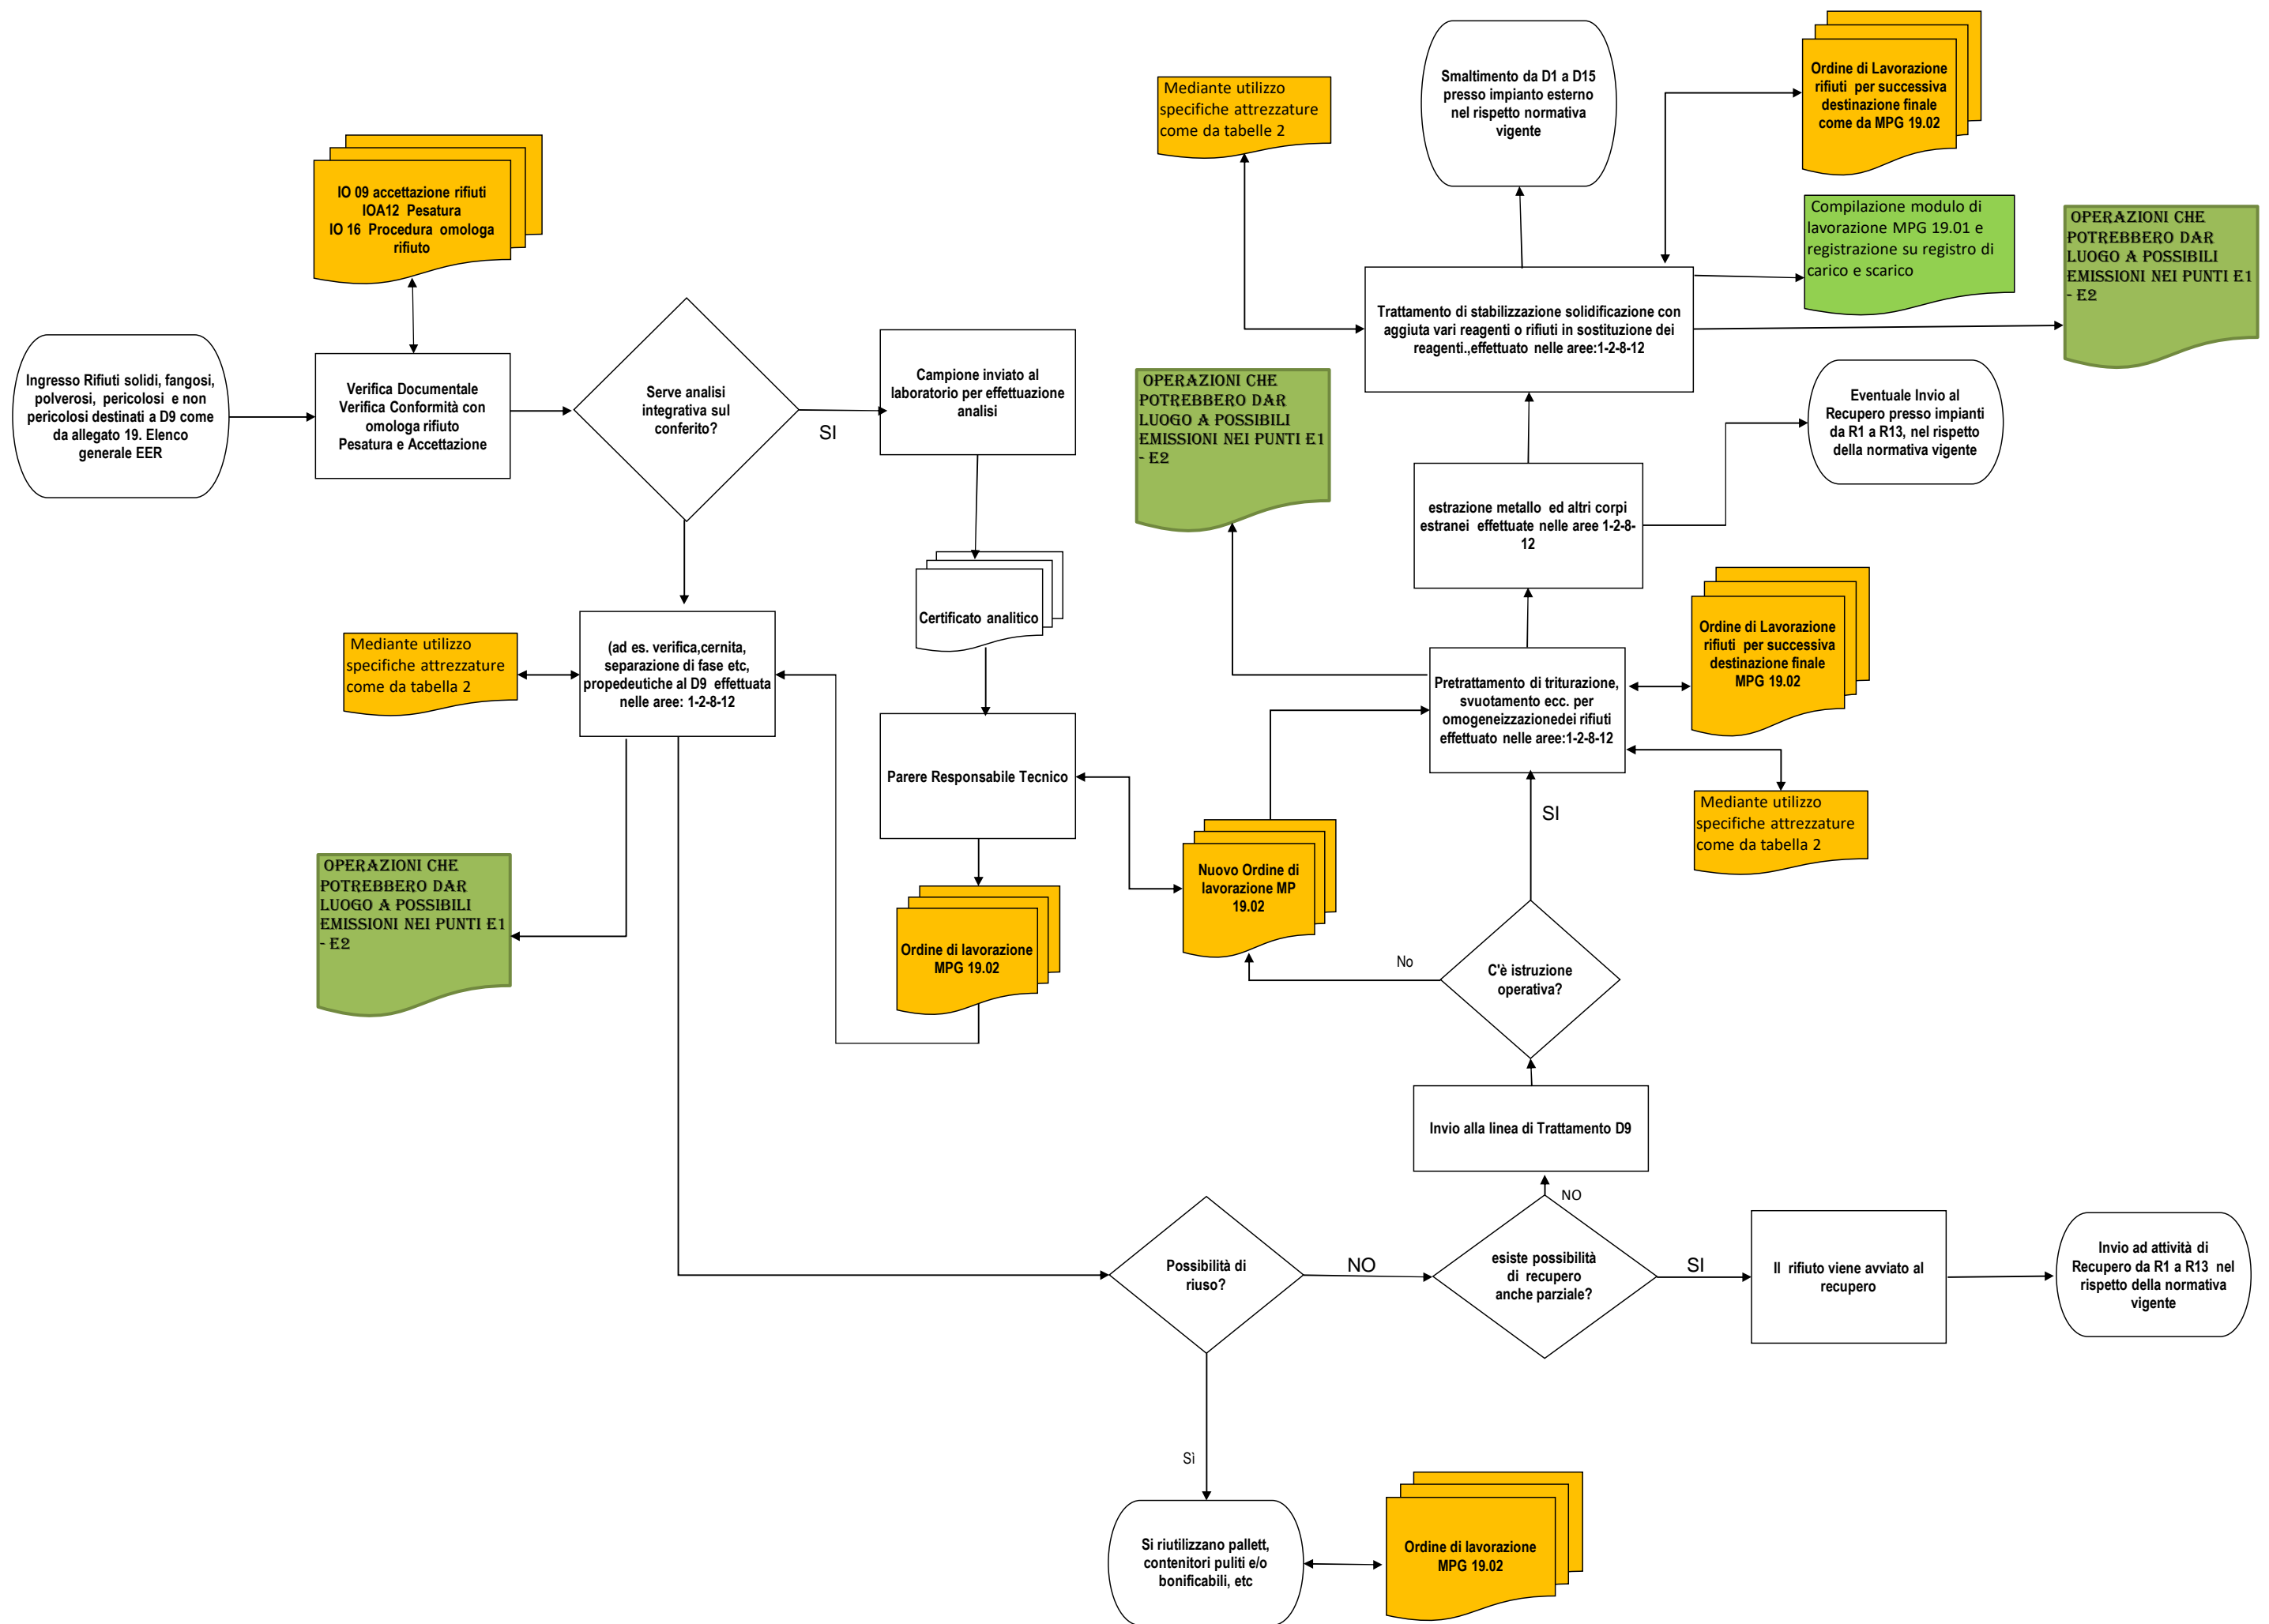 Ingresso Rifiuti solidi, fangosi,
polverosi, pericolosi e non
pericolosi destinati a D9 come
da allegato 19. Elenco
generale EER
IO 09 accettazione rifiuti
IOA12 Pesatura
IO 16 Procedura omologa
rifiuto
Verifica Documentale
Verifica Conformità con
omologa rifiuto
Pesatura e Accettazione
Serve analisi
integrativa sul
conferito?
SI
Campione inviato al
laboratorio per effettuazione
analisi
Certificato analitico
Parere Responsabile Tecnico
Ordine di lavorazione
MPG 19.02
Mediante utilizzo
specifiche attrezzature
come da tabella 2
(ad es. verifica,cernita,
separazione di fase etc,
propedeutiche al D9 effettuata
nelle aree: 1-2-8-12
OPERAZIONI CHE
POTREBBERO DAR
LUOGO A POSSIBILI
EMISSIONI NEI PUNTI E1
- E2
Possibilità di
riuso?
NO
Sì
Si riutilizzano pallett,
contenitori puliti e/o
bonificabili, etc
Ordine di lavorazione
MPG 19.02
esiste possibilità
di recupero
anche parziale?
SI
Il rifiuto viene avviato al
recupero
Invio ad attività di
Recupero da R1 a R13 nel
rispetto della normativa
vigente
NO
Invio alla linea di Trattamento D9
C'è istruzione
operativa?
No
Nuovo Ordine di
lavorazione MP
19.02
SI
Pretrattamento di triturazione,
svuotamento ecc. per
omogeneizzazionedei rifiuti
effettuato nelle aree:1-2-8-12
Mediante utilizzo
specifiche attrezzature
come da tabella 2
Ordine di Lavorazione
rifiuti per successiva
destinazione finale
MPG 19.02
OPERAZIONI CHE
POTREBBERO DAR
LUOGO A POSSIBILI
EMISSIONI NEI PUNTI E1
- E2
estrazione metallo ed altri corpi
estranei effettuate nelle aree 1-2-8-
12
Eventuale Invio al
Recupero presso impianti
da R1 a R13, nel rispetto
della normativa vigente
Trattamento di stabilizzazione solidificazione con
aggiuta vari reagenti o rifiuti in sostituzione dei
reagenti.,effettuato nelle aree:1-2-8-12
Mediante utilizzo
specifiche attrezzature
come da tabelle 2
Smaltimento da D1 a D15
presso impianto esterno
nel rispetto normativa
vigente
Ordine di Lavorazione
rifiuti per successiva
destinazione finale
come da MPG 19.02
Compilazione modulo di
lavorazione MPG 19.01 e
registrazione su registro di
carico e scarico
OPERAZIONI CHE
POTREBBERO DAR
LUOGO A POSSIBILI
EMISSIONI NEI PUNTI E1
- E2